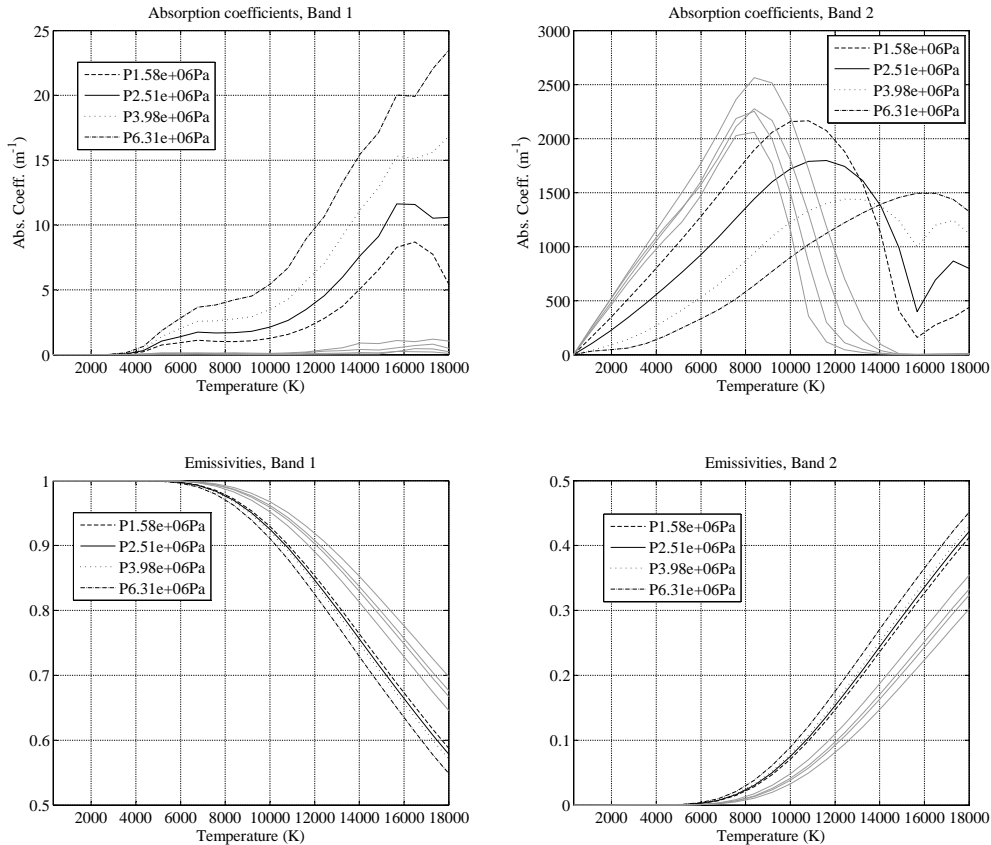 Absorption coefficients, Band 1
Abs. Coeff. (m-1)
25
20
15
10
5
0
P1.58e+06Pa
P2.51e+06Pa
P3.98e+06Pa
P6.31e+06Pa
2000 4000 6000 8000 10000 12000 14000 16000 18000
Temperature (K)
Absorption coefficients, Band 2
Abs. Coeff. (m-1)
3000
2500
2000
1500
1000
500
0
P1.58e+06Pa
P2.51e+06Pa
P3.98e+06Pa
P6.31e+06Pa
2000 4000 6000 8000 10000 12000 14000 16000 18000
Temperature (K)
Emissivities, Band 1
1
0.9
0.8
0.7
0.6
0.5
P1.58e+06Pa
P2.51e+06Pa
P3.98e+06Pa
P6.31e+06Pa
2000 4000 6000 8000 10000 12000 14000 16000 18000
Temperature (K)
Emissivities, Band 2
0.5
0.4
0.3
0.2
0.1
0
P1.58e+06Pa
P2.51e+06Pa
P3.98e+06Pa
P6.31e+06Pa
2000 4000 6000 8000 10000 12000 14000 16000 18000
Temperature (K)